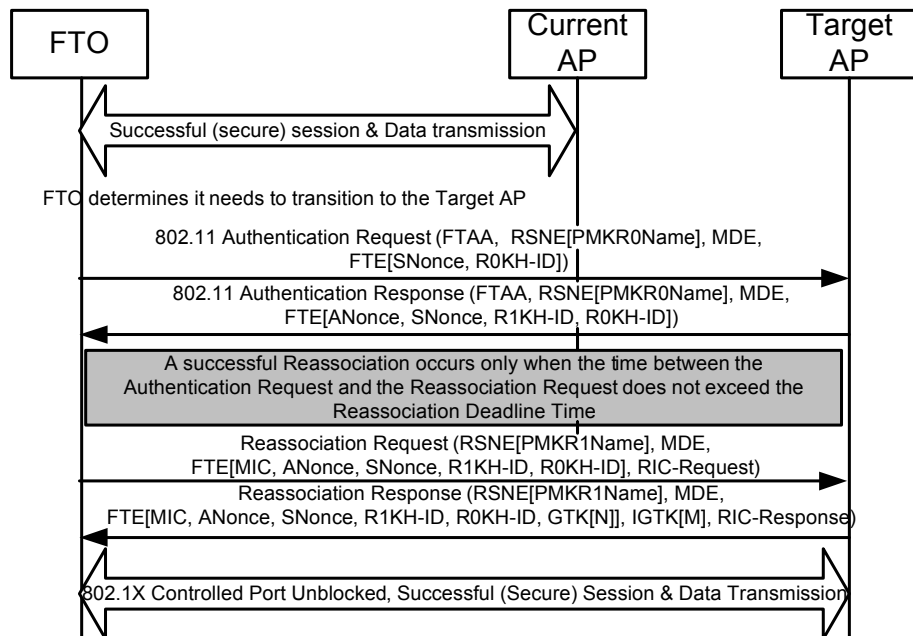 FTO
Current
AP
Target
AP
Successful (secure) session & Data transmission
FTO determines it needs to transition to the Target AP
802.11 Authentication Request (FTAA, RSNE[PMKR0Name], MDE,
FTE[SNonce, R0KH-ID])
802.11 Authentication Response (FTAA, RSNE[PMKR0Name], MDE,
FTE[ANonce, SNonce, R1KH-ID, R0KH-ID])
A successful Reassociation occurs only when the time between the
Authentication Request and the Reassociation Request does not exceed the
Reassociation Deadline Time
Reassociation Request (RSNE[PMKR1Name], MDE,
FTE[MIC, ANonce, SNonce, R1KH-ID, R0KH-ID], RIC-Request)
Reassociation Response (RSNE[PMKR1Name], MDE,
FTE[MIC, ANonce, SNonce, R1KH-ID, R0KH-ID, GTK[N]], IGTK[M], RIC-Response)
802.1X Controlled Port Unblocked, Successful (Secure) Session & Data Transmission